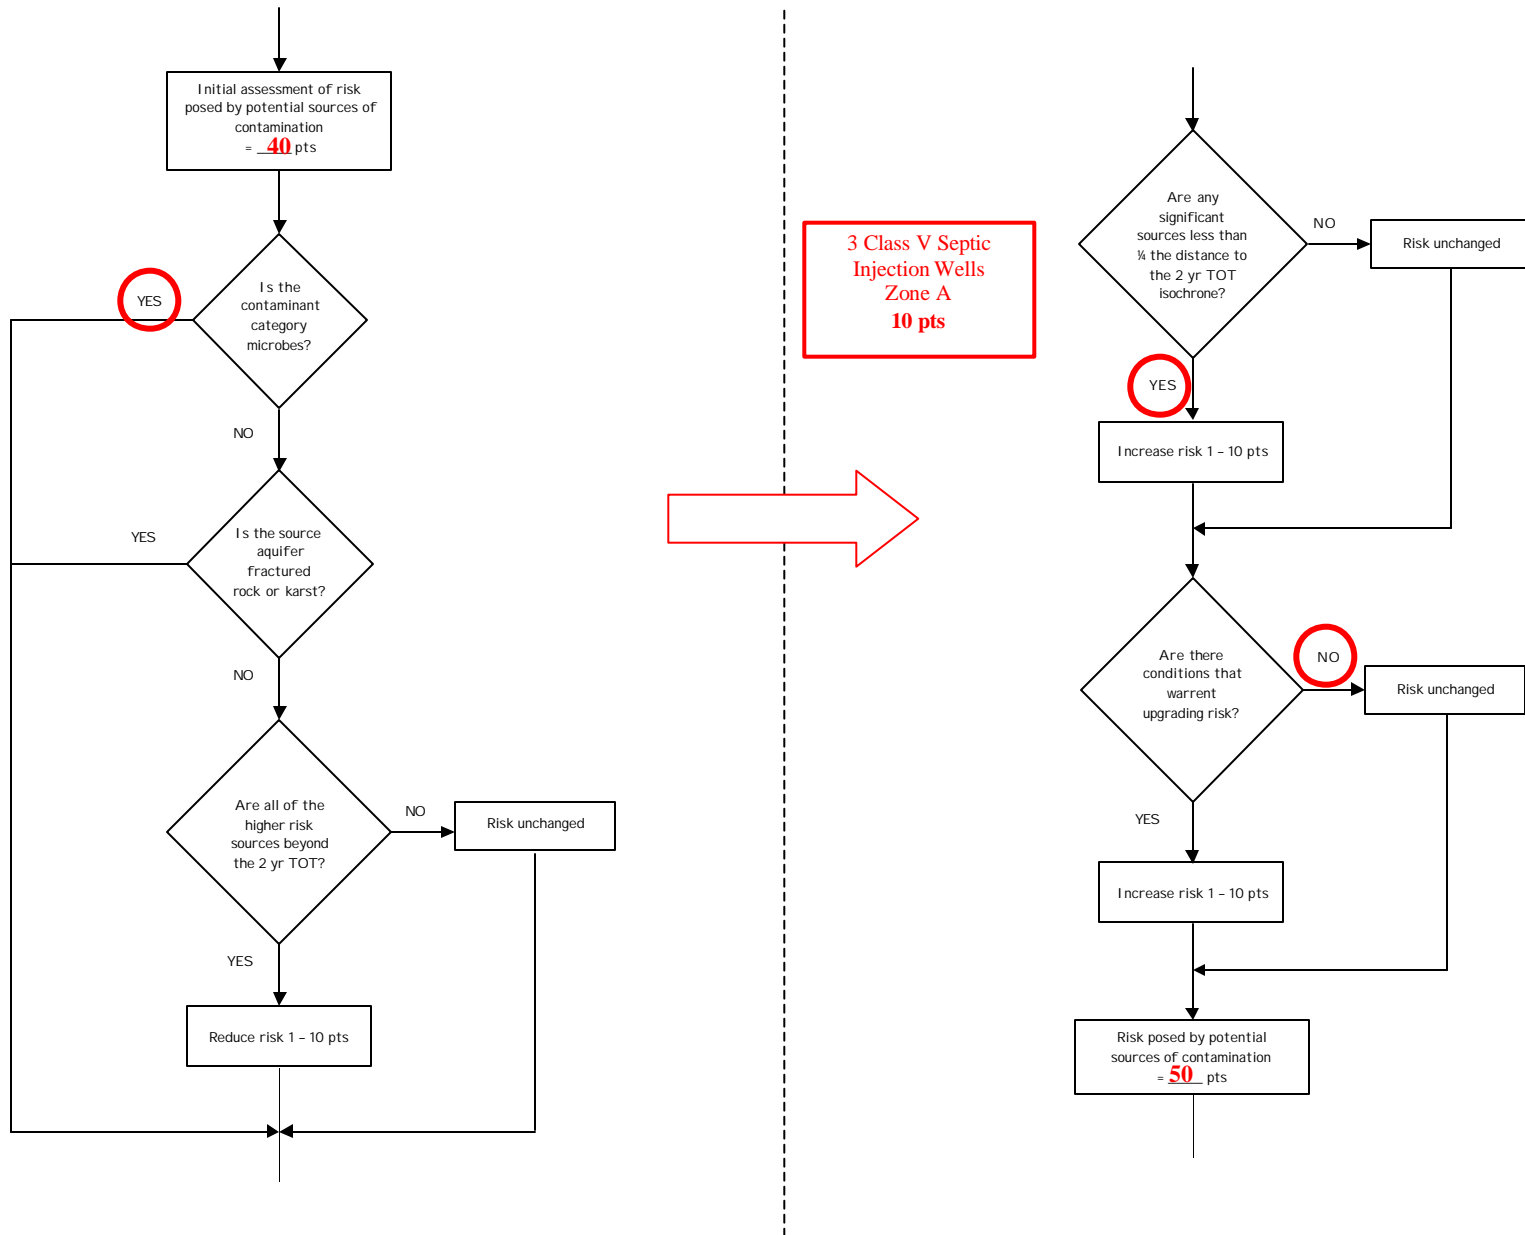 Initial assessment of risk
posed by potential sources of
contamination
= 40 pts
YES
Is the
contaminant
category
microbes?
NO
YES
Is the source
aquifer
fractured
rock or karst?
NO
Are all of the
higher risk
sources beyond
the 2 yr TOT?
NO
Risk unchanged
YES
Reduce risk 1 – 10 pts
3 Class V Septic
Injection Wells
Zone A
10 pts
Are any
significant
sources less than
¼ the distance to
the 2 yr TOT
isochrone?
NO
Risk unchanged
YES
Increase risk 1 – 10 pts
Are there
conditions that
warrent
upgrading risk?
NO
Risk unchanged
YES
Increase risk 1 – 10 pts
Risk posed by potential
sources of contamination
= 50 pts